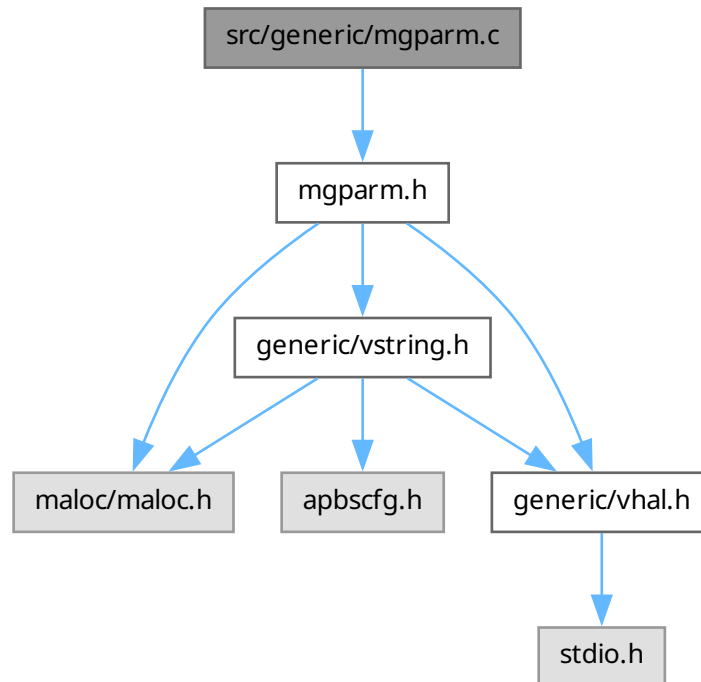 src/generic/mgparm.c
mgparm.h
generic/vstring.h
maloc/maloc.h
apbscfg.h
generic/vhal.h
stdio.h